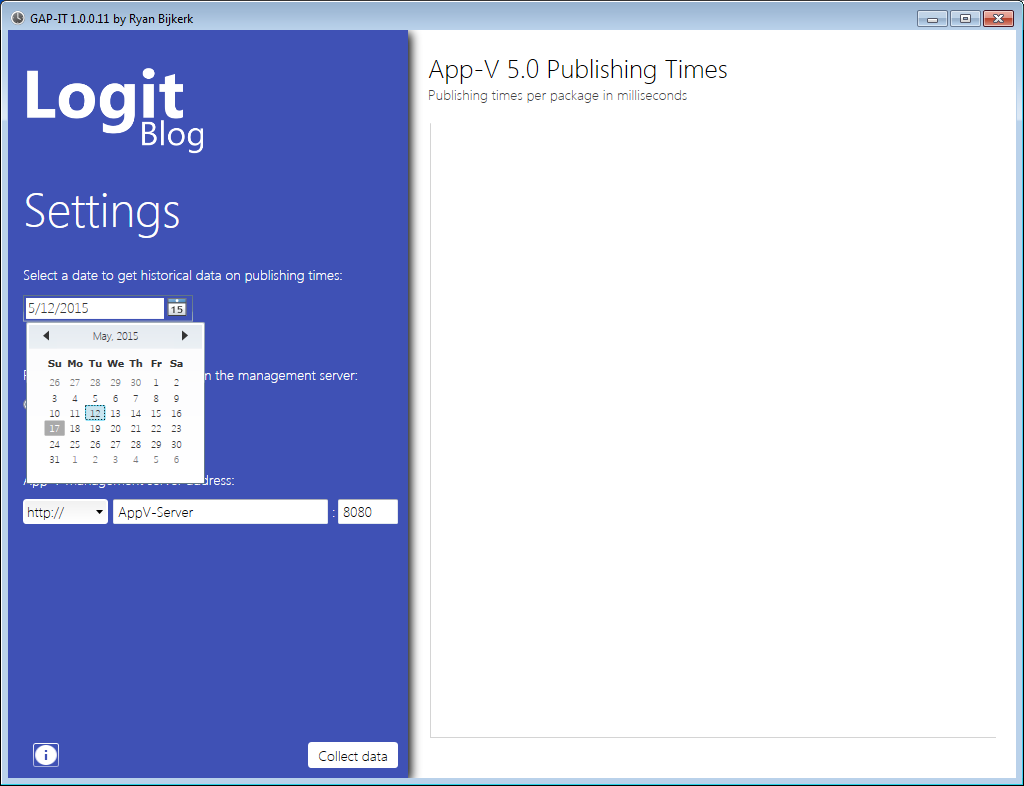 GAP-IT 1.0.0.11 by Ryan Bijkerk
Logit
Blog
Settings
Select a date to get historical data on publishing times:
5/12/2015
15
May, 2015
Su Mo Tu We Th Fr Sa
26 27 28 29 30 1 2
3 4 5 6 7 8 9
10 11 12 13 14 15 16
17 18 19 20 21 22 23
24 25 26 27 28 29 30
31 1 2 3 4 5 6
the management server:
address:
http:// AppV-Server : 8080
i
Collect data
App-V 5.0 Publishing Times
Publishing times per package in milliseconds